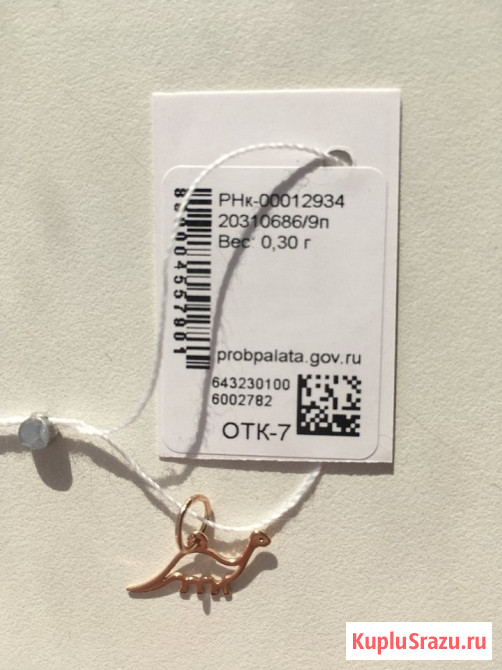 РНк-00012934
20310686/9п
Вес: 0,30 г
probpalata.gov.ru
643230100
6002782
ОТК-7
KupluSrazu.ru